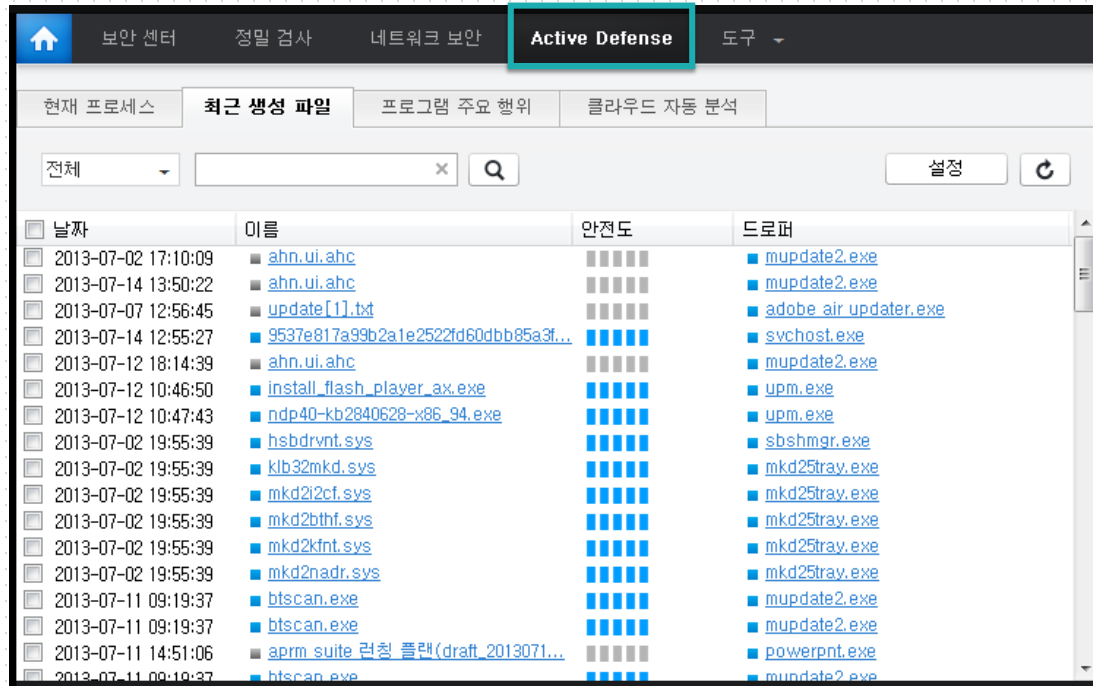 보안 센터 정밀 검사 네트워크 보안 Active Defense 도구
현재 프로세스 최근 생성 파일 프로그램 주요 행위 클라우드 자동 분석
전체 설정
날짜 이름 안전도 드로퍼
2013-07-02 17:10:09 ahn.ui.ahc mupdate2.exe
2013-07-14 13:50:22 ahn.ui.ahc mupdate2.exe
2013-07-07 12:56:45 update[1].txt adobe air updater.exe
2013-07-14 12:55:27 9537e817a99b2a1e2522fd60dbb85a3f... svchost.exe
2013-07-12 18:14:39 ahn.ui.ahc mupdate2.exe
2013-07-12 10:46:50 install_flash_player_ax.exe upm.exe
2013-07-12 10:47:43 ndp40-kb2840628-x86_94.exe upm.exe
2013-07-02 19:55:39 hsbdrvnt.sys sbshmgr.exe
2013-07-02 19:55:39 klb32mkd.sys mkd25tray.exe
2013-07-02 19:55:39 mkd2i2cf.sys mkd25tray.exe
2013-07-02 19:55:39 mkd2bthf.sys mkd25tray.exe
2013-07-02 19:55:39 mkd2kfnt.sys mkd25tray.exe
2013-07-02 19:55:39 mkd2nadr.sys mkd25tray.exe
2013-07-11 09:19:37 btscan.exe mupdate2.exe
2013-07-11 09:19:37 btscan.exe mupdate2.exe
2013-07-11 14:51:06 aprm suite 런칭 플랜(draft_2013071... powerpnt.exe
2013-07-11 09:19:37 btscan.exe mupdate2.exe